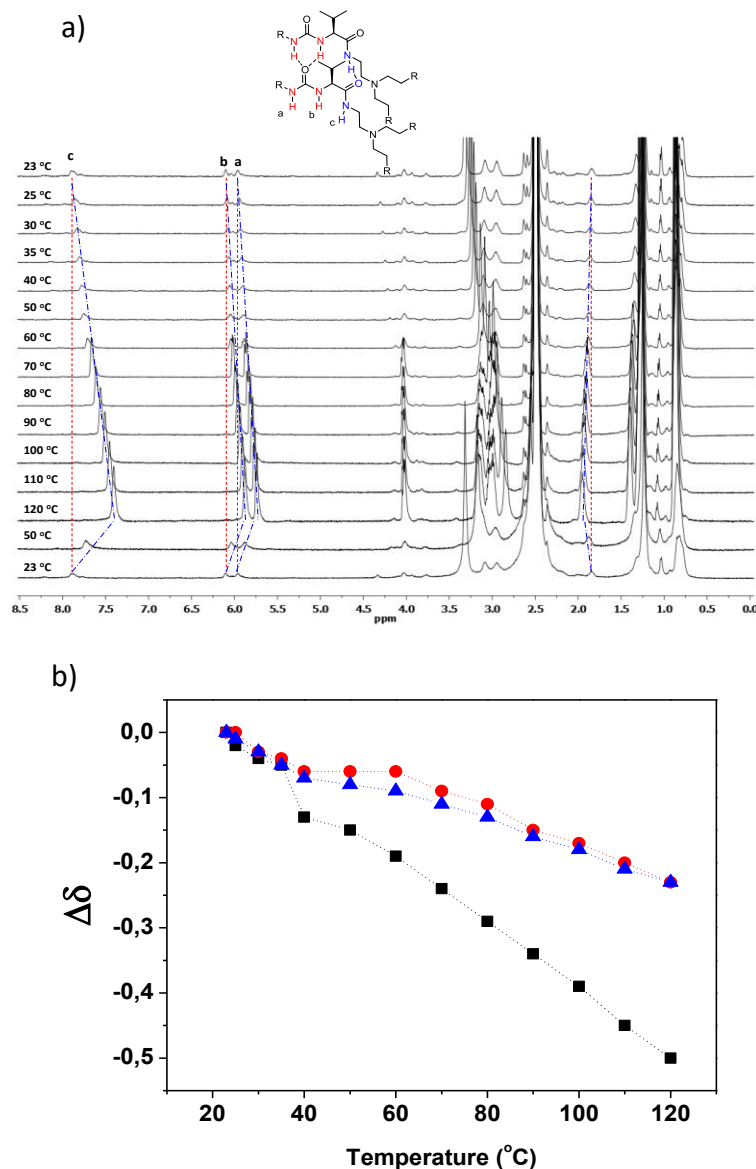 a)
O
O
R
N
N
N
H
H
H
O
O
R
N
N
N
H
H
H
a
b
c
N
R
R
N
R
R
c
b
a
23 °C
25 °C
30 °C
35 °C
40 °C
50 °C
60 °C
70 °C
80 °C
90 °C
100 °C
110 °C
120 °C
50 °C
23 °C
8.5 8.0 7.5 7.0 6.5 6.0 5.5 5.0 4.5 4.0 3.5 3.0 2.5 2.0 1.5 1.0 0.5 0.0
ppm
b)
0,0
-0,1
-0,2
-0,3
-0,4
-0,5
Δδ
20 40 60 80 100 120
Temperature (°C)